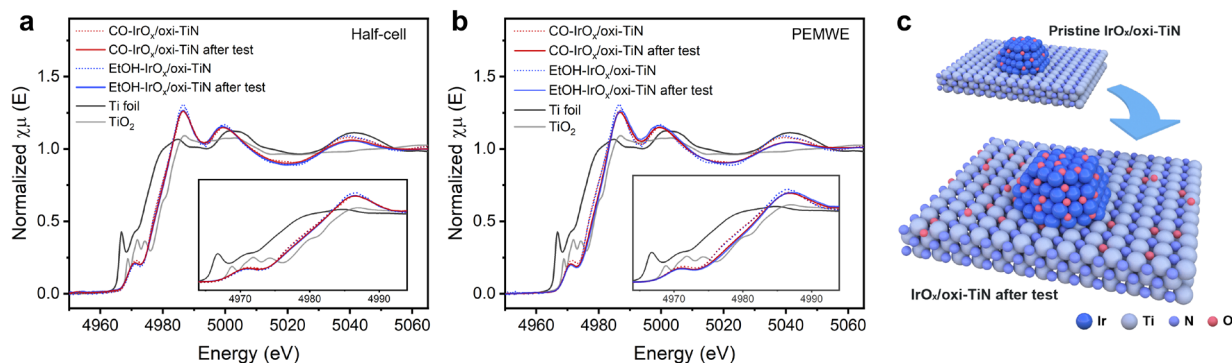 a
CO-IrOₓ/oxi-TiN
CO-IrOₓ/oxi-TiN after test
EtOH-IrOₓ/oxi-TiN
EtOH-IrOₓ/oxi-TiN after test
Ti foil
TiO₂
Half-cell
Normalized χμ (E)
1.5
1.0
0.5
0.0
4970 4980 4990
4960 4980 5000 5020 5040 5060
Energy (eV)
b
CO-IrOₓ/oxi-TiN
CO-IrOₓ/oxi-TiN after test
EtOH-IrOₓ/oxi-TiN
EtOH-IrOₓ/oxi-TiN after test
Ti foil
TiO₂
PEMWE
Normalized χμ (E)
1.5
1.0
0.5
0.0
4970 4980 4990
4960 4980 5000 5020 5040 5060
Energy (eV)
c
Pristine IrOₓ/oxi-TiN
IrOₓ/oxi-TiN after test
Ir Ti N O